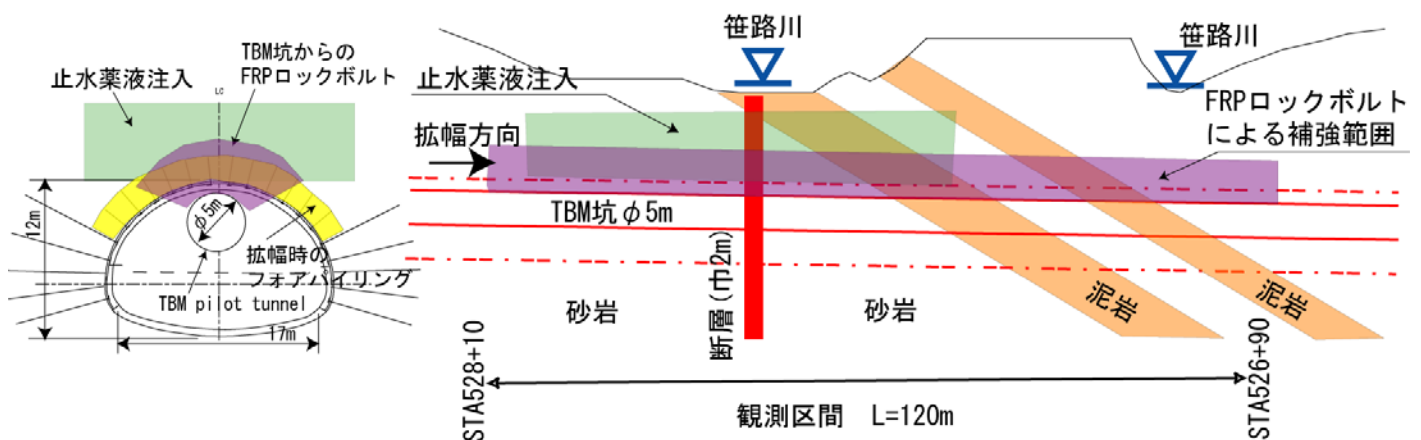 TBM坑からの
FRPロックボルト
止水薬液注入
LC
12m
φ5m
拡幅時の
フォアパイリング
TBM pilot tunnel
17m
笹路川
笹路川
止水薬液注入
拡幅方向
FRPロックボルト
による補強範囲
TBM坑φ5m
断層(巾2m)
砂岩
砂岩
泥岩
泥岩
STA528+10
STA526+90
観測区間 L=120m